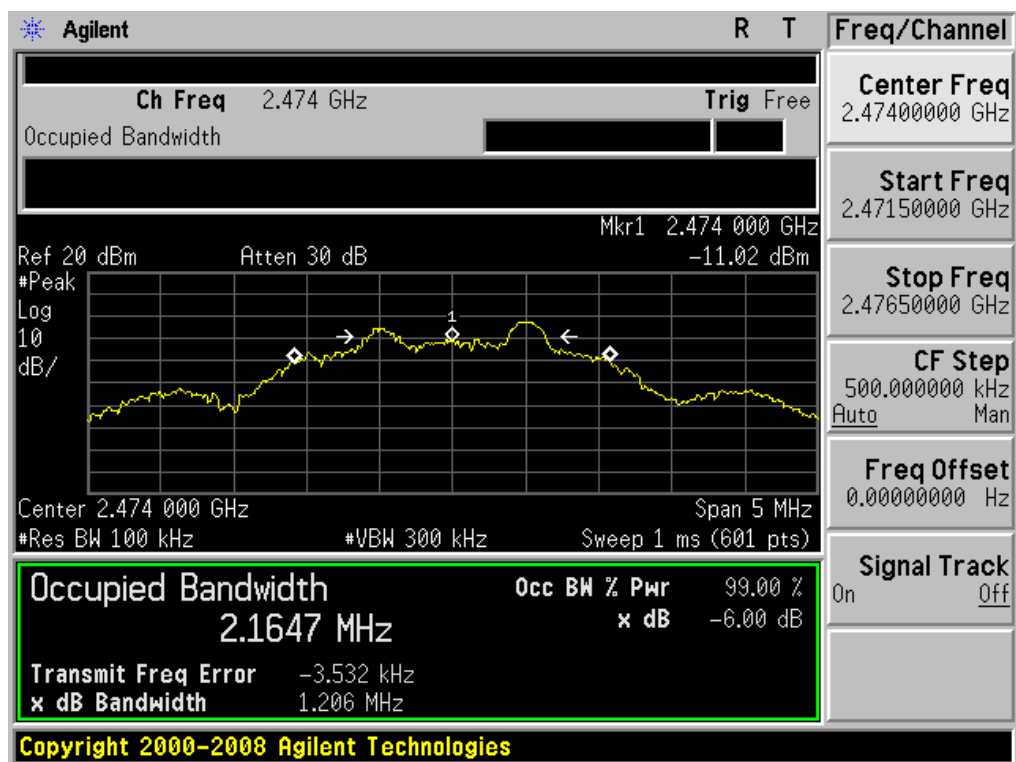 Agilent R T
Ch Freq 2.474 GHz Trig Free
Occupied Bandwidth
Mkr1 2.474 000 GHz
Ref 20 dBm Atten 30 dB -11.02 dBm
#Peak
Log
10
dB/
1
Center 2.474 000 GHz Span 5 MHz
#Res BW 100 kHz #VBW 300 kHz Sweep 1 ms (601 pts)
Occupied Bandwidth
2.1647 MHz
Occ BW % Pwr 99.00 %
x dB -6.00 dB
Transmit Freq Error -3.532 kHz
x dB Bandwidth 1.206 MHz
Copyright 2000-2008 Agilent Technologies
Freq/Channel
Center Freq
2.47400000 GHz
Start Freq
2.47150000 GHz
Stop Freq
2.47650000 GHz
CF Step
500.000000 kHz
Auto Man
Freq Offset
0.00000000 Hz
Signal Track
On Off